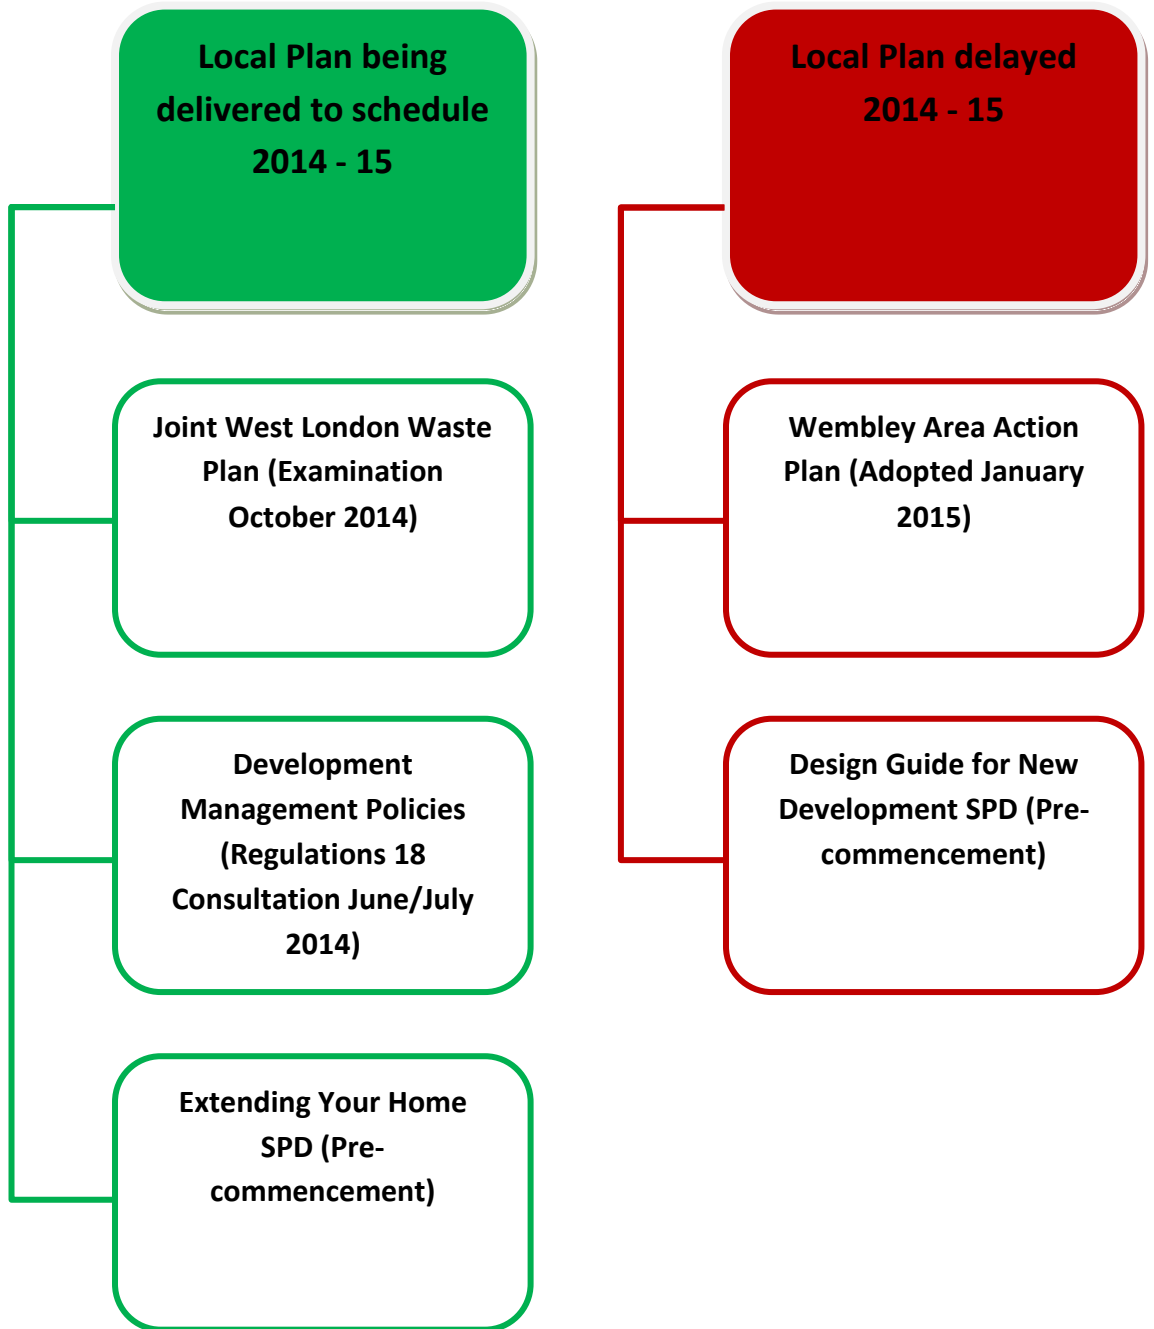 Local Plan being
delivered to schedule
2014 - 15
Joint West London Waste
Plan (Examination
October 2014)
Development
Management Policies
(Regulations 18
Consultation June/July
2014)
Extending Your Home
SPD (Pre-
commencement)
Local Plan delayed
2014 - 15
Wembley Area Action
Plan (Adopted January
2015)
Design Guide for New
Development SPD (Pre-
commencement)